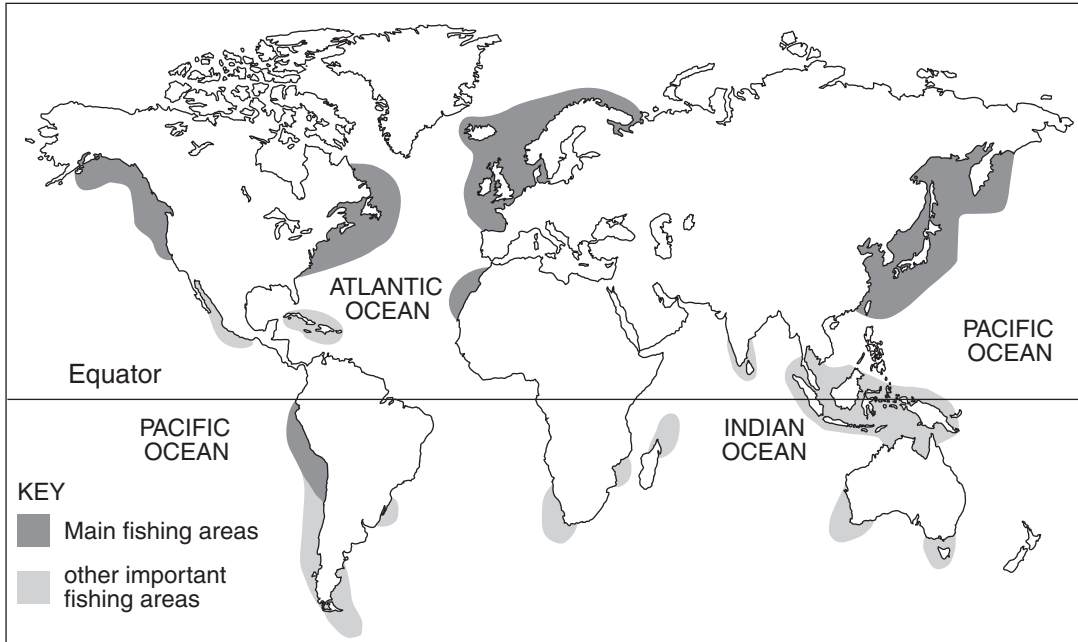 ATLANTIC
OCEAN
PACIFIC
OCEAN
Equator
PACIFIC
OCEAN
INDIAN
OCEAN
KEY
Main fishing areas
other important
fishing areas